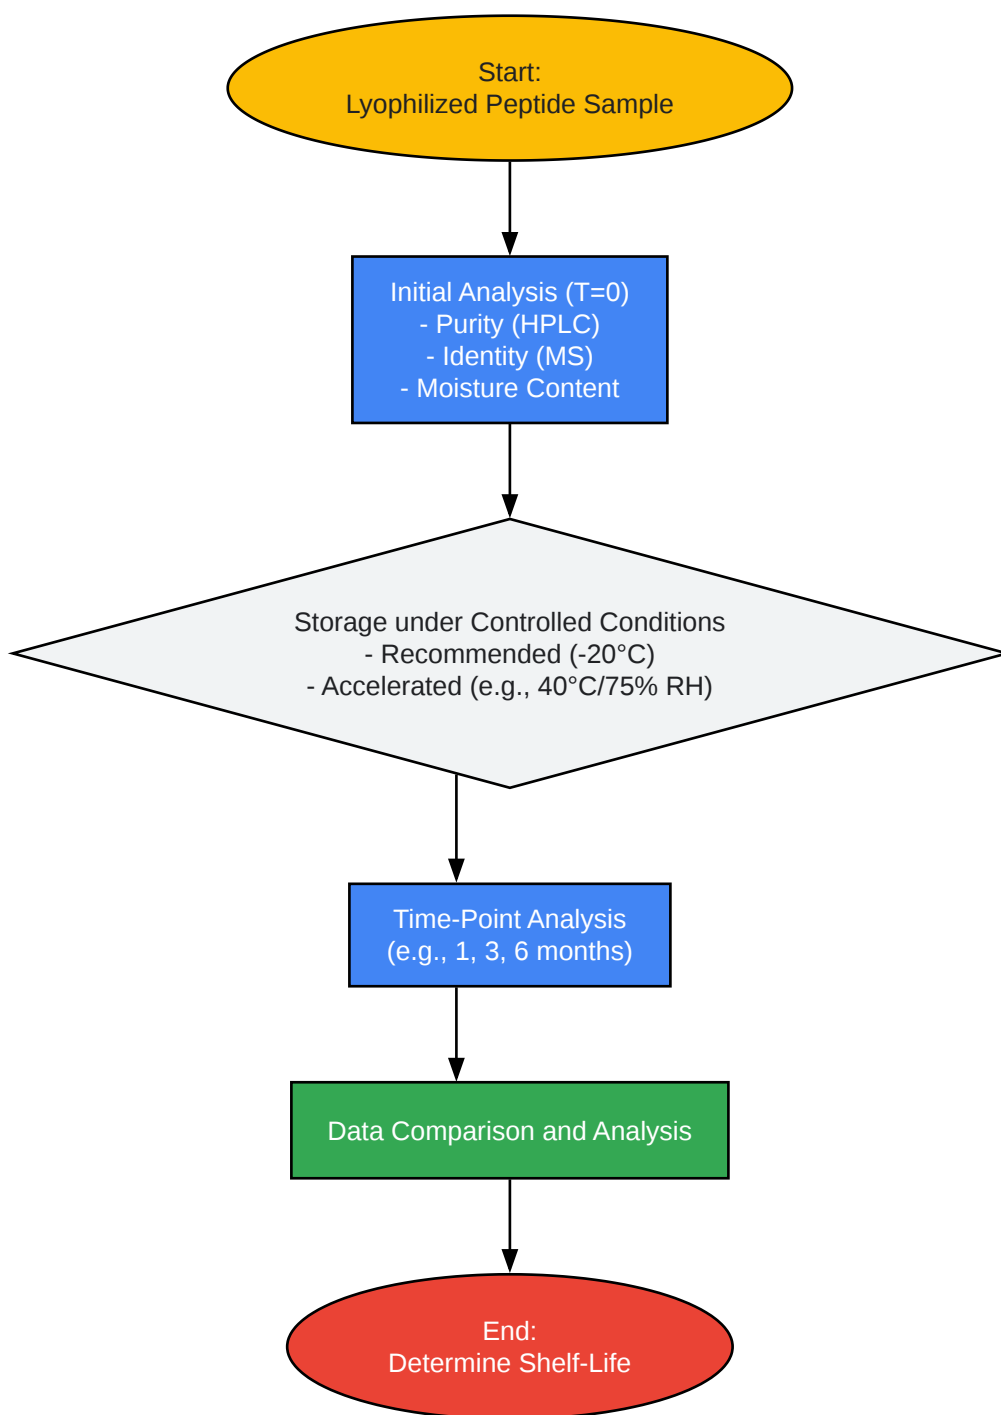 Start:
Lyophilized Peptide Sample
Initial Analysis (T=0)
- Purity (HPLC)
- Identity (MS)
- Moisture Content
Storage under Controlled Conditions
- Recommended (-20°C)
- Accelerated (e.g., 40°C/75% RH)
Time-Point Analysis
(e.g., 1, 3, 6 months)
Data Comparison and Analysis
End:
Determine Shelf-Life